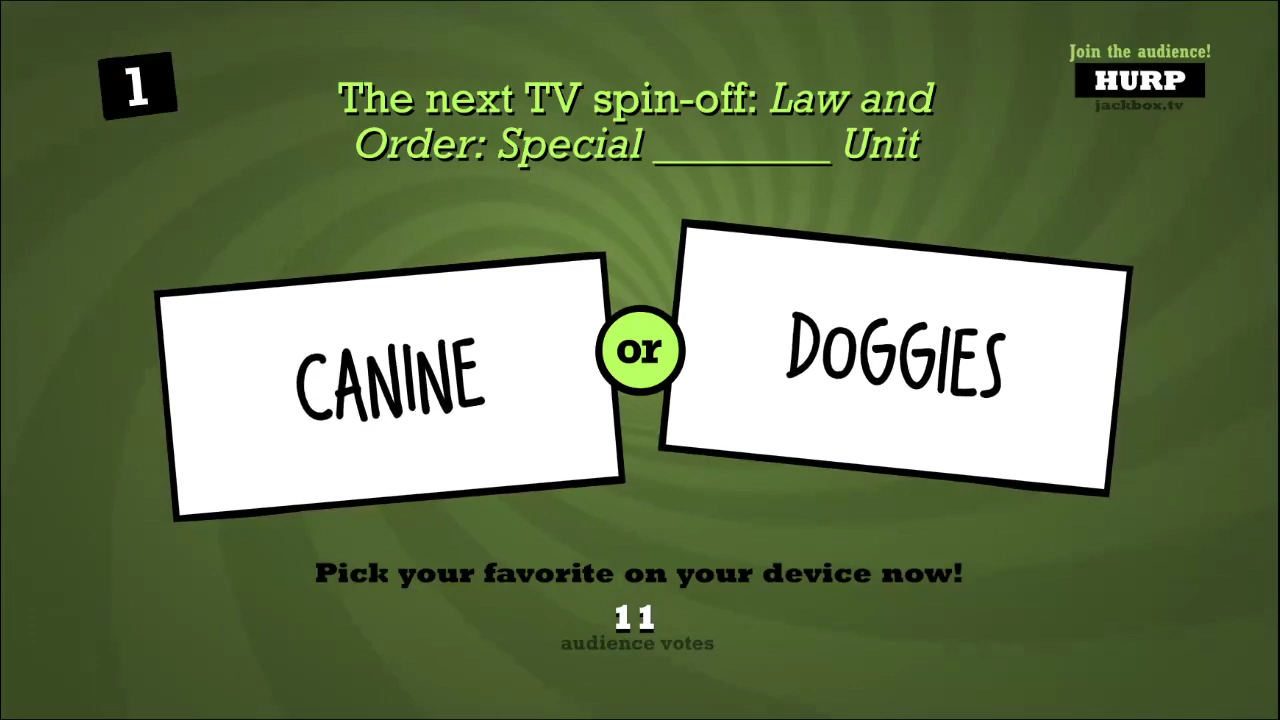 1
Join the audience!
HURP
jackbox.tv
The next TV spin-off: Law and
Order: Special ________ Unit
CANINE
or
DOGGIES
Pick your favorite on your device now!
11
audience votes